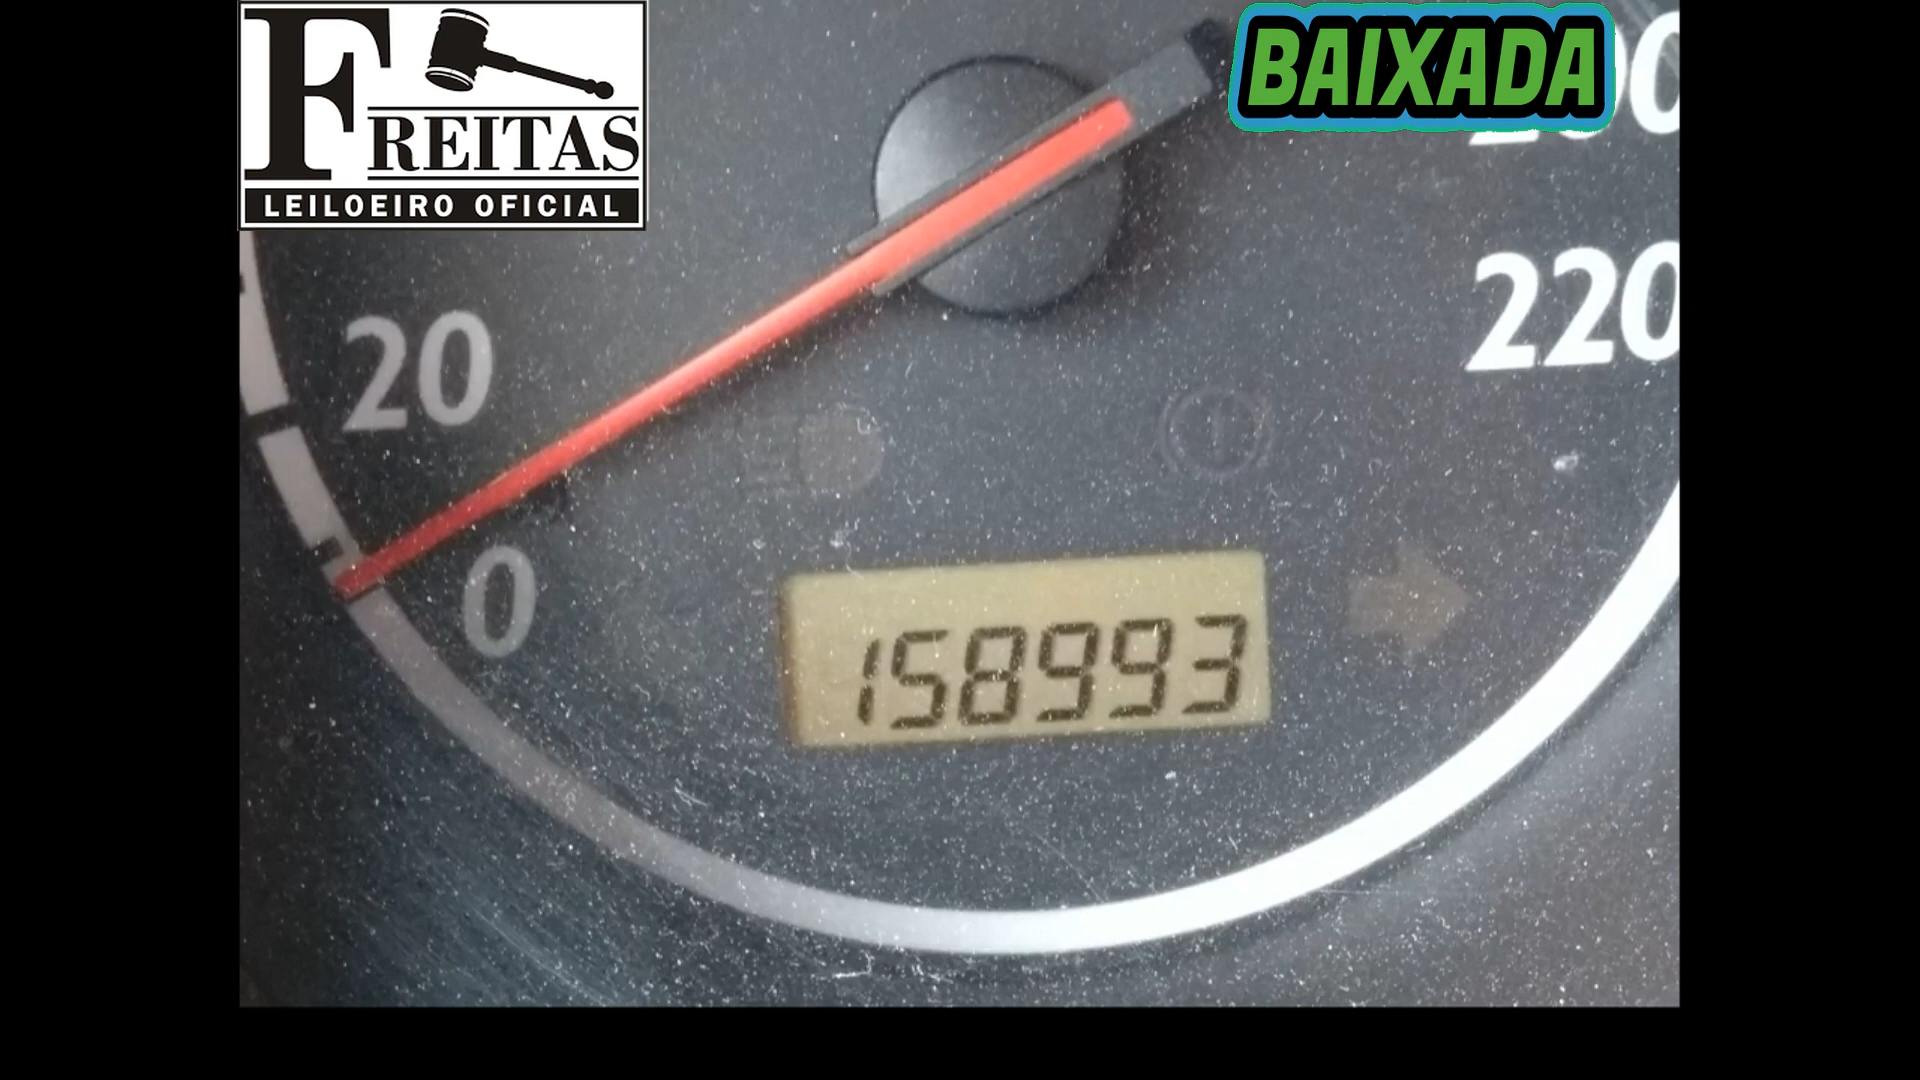 FREITAS
LEILOEIRO OFICIAL
BAIXADA
20
220
0
158993